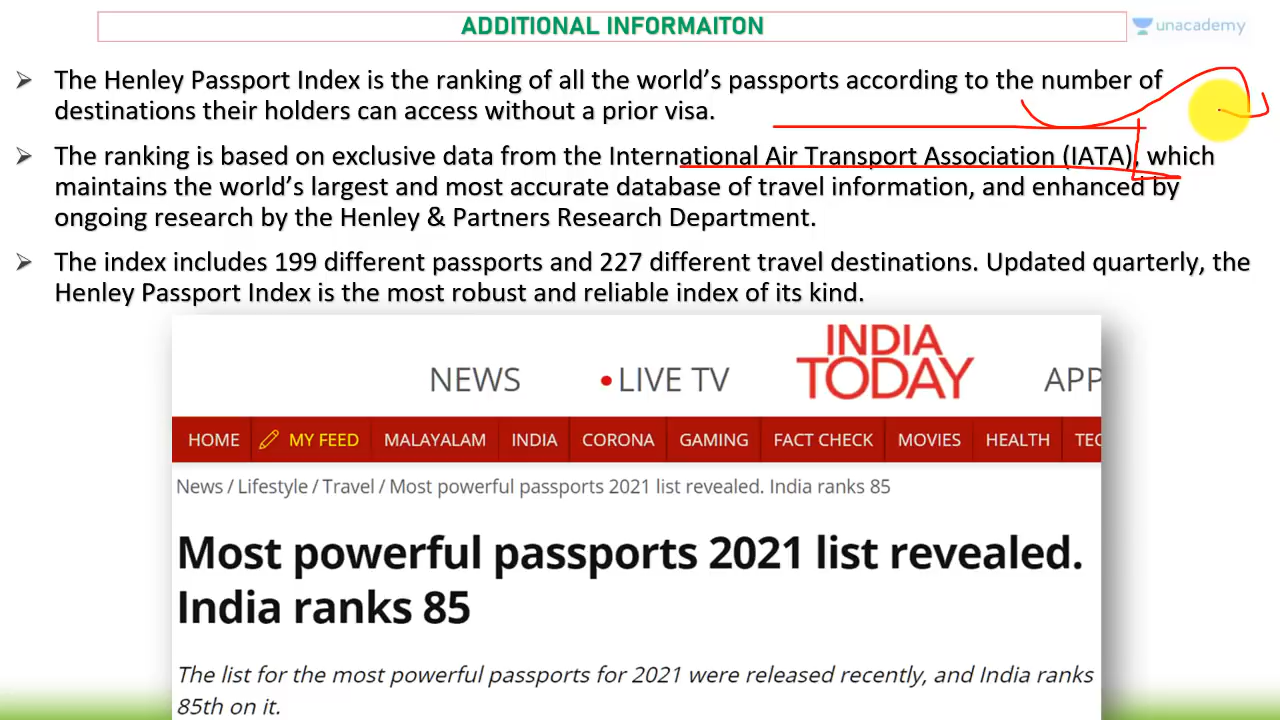 ADDITIONAL INFORMAITON
unacademy
The Henley Passport Index is the ranking of all the world's passports according to the number of
destinations their holders can access without a prior visa.
The ranking is based on exclusive data from the International Air Transport Association (IATA), which
maintains the world's largest and most accurate database of travel information, and enhanced by
ongoing research by the Henley & Partners Research Department.
The index includes 199 different passports and 227 different travel destinations. Updated quarterly, the
Henley Passport Index is the most robust and reliable index of its kind.
NEWS LIVE TV INDIA TODAY APP
HOME MY FEED MALAYALAM INDIA CORONA GAMING FACT CHECK MOVIES HEALTH TEC
News / Lifestyle / Travel / Most powerful passports 2021 list revealed. India ranks 85
Most powerful passports 2021 list revealed.
India ranks 85
The list for the most powerful passports for 2021 were released recently, and India ranks
85th on it.